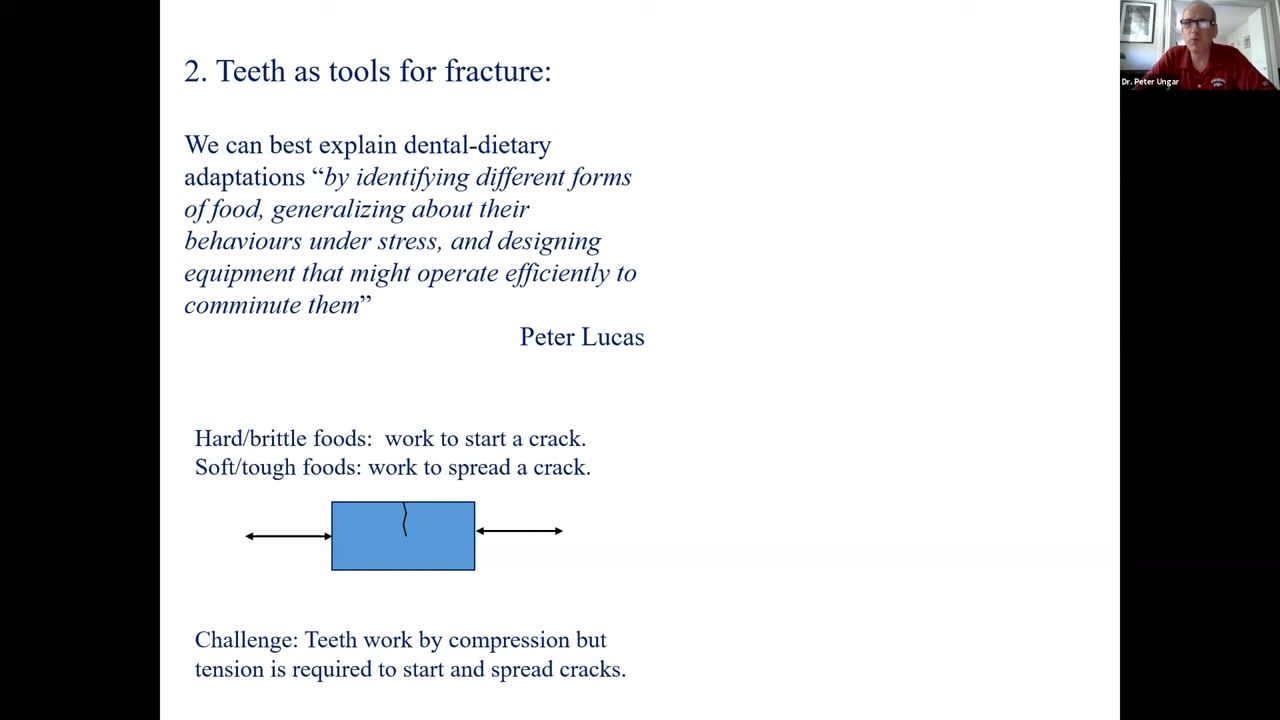 2. Teeth as tools for fracture:
We can best explain dental-dietary
adaptations “by identifying different forms
of food, generalizing about their
behaviours under stress, and designing
equipment that might operate efficiently to
comminute them”
Peter Lucas
Hard/brittle foods:  work to start a crack.
Soft/tough foods: work to spread a crack.
Challenge: Teeth work by compression but
tension is required to start and spread cracks.
Dr. Peter Ungar